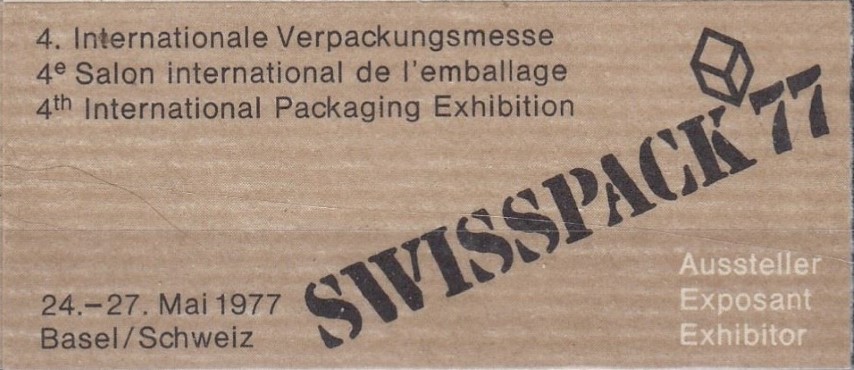 4. Internationale Verpackungsmesse
4e Salon international de l'emballage
4th International Packaging Exhibition
SWISSPACK 77
24.–27. Mai 1977
Basel/Schweiz
Aussteller
Exposant
Exhibitor